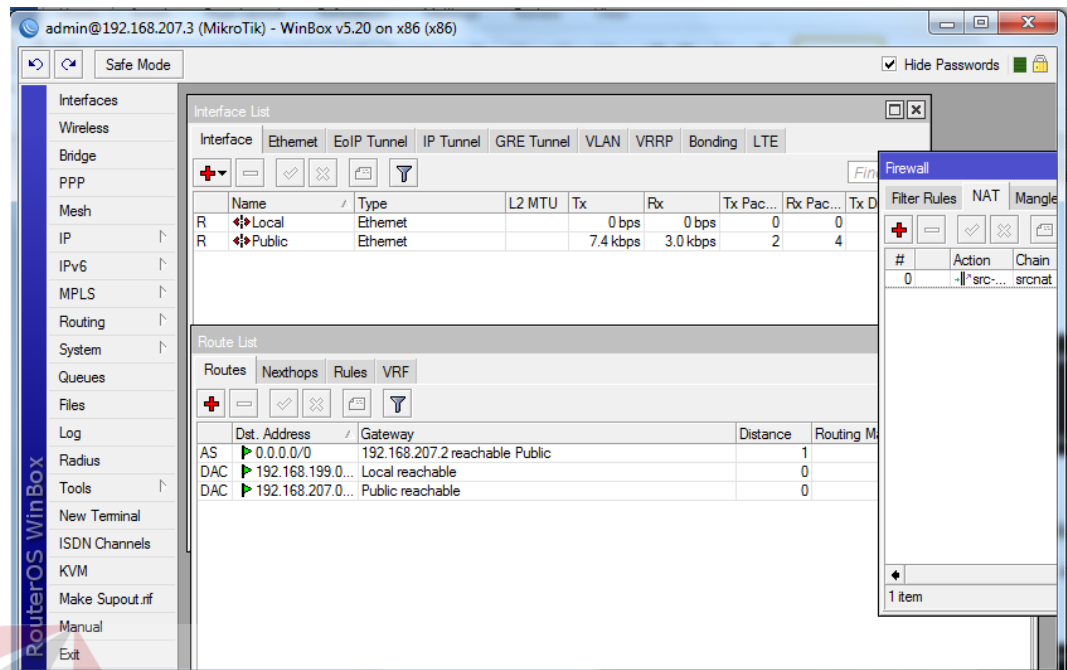 admin@192.168.207.3 (MikroTik) - WinBox v5.20 on x86 (x86)
Safe Mode
Hide Passwords
Interfaces
Wireless
Bridge
PPP
Mesh
IP
IPv6
MPLS
Routing
System
Queues
Files
Log
Radius
Tools
New Terminal
ISDN Channels
KVM
Make Supout.rif
Manual
Exit
RouterOS WinBox
Interface List
Interface Ethernet EoIP Tunnel IP Tunnel GRE Tunnel VLAN VRRP Bonding LTE
Fin
Name Type L2 MTU Tx Rx Tx Pac... Rx Pac... Tx D
R Local Ethernet 0 bps 0 bps 0 0
R Public Ethernet 7.4 kbps 3.0 kbps 2 4
Route List
Routes Nexthops Rules VRF
Dst. Address Gateway Distance Routing Ma
AS 0.0.0.0/0 192.168.207.2 reachable Public 1
DAC 192.168.199.0... Local reachable 0
DAC 192.168.207.0... Public reachable 0
Firewall
Filter Rules NAT Mangle
# Action Chain
0 src-... srcnat
1 item